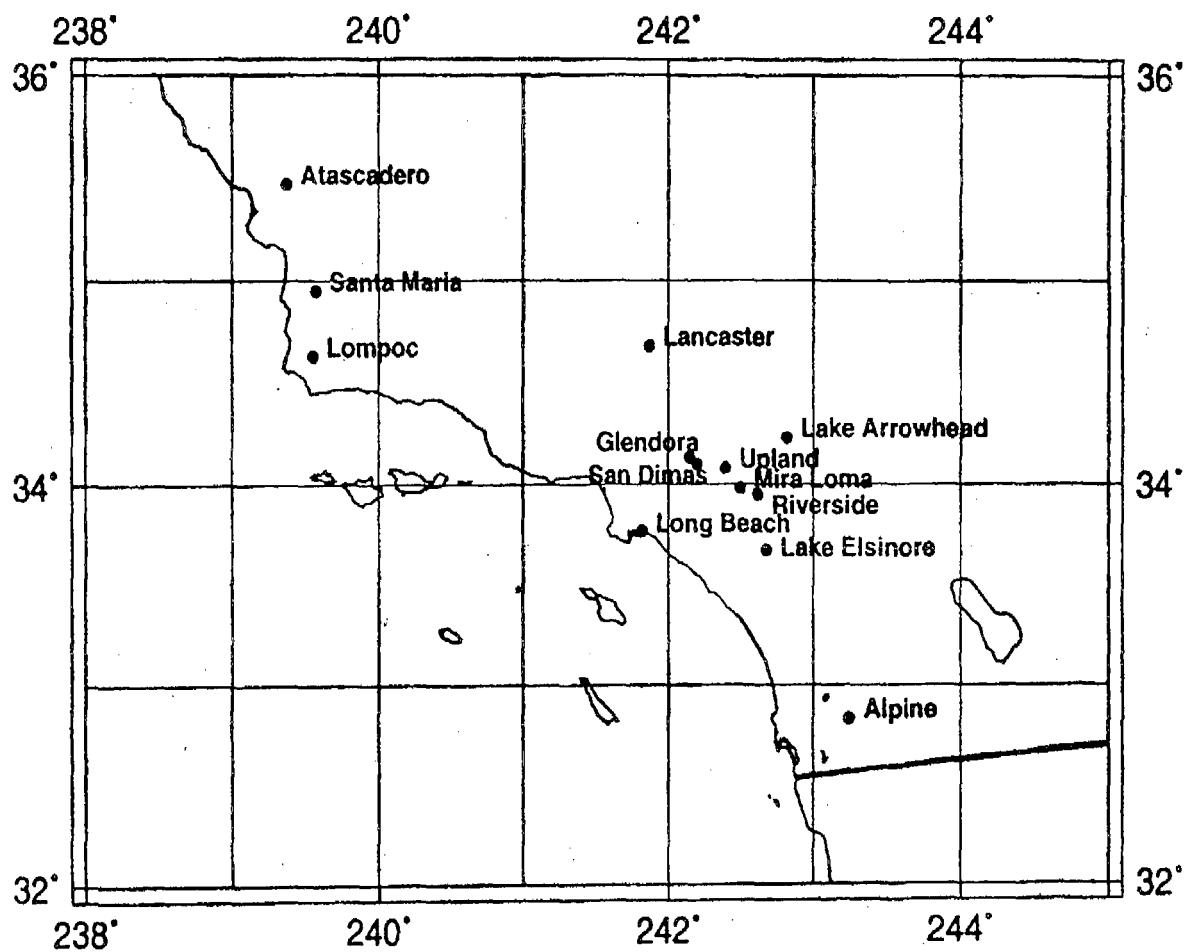 238° 240° 242° 244°
36° 36°
Atascadero
Santa Maria
Lancaster
Lompoc
Lake Arrowhead
Glendora
Upland
San Dimas Mira Loma
34° 34°
Riverside
Long Beach
Lake Elsinore
Alpine
32° 32°
238° 240° 242° 244°